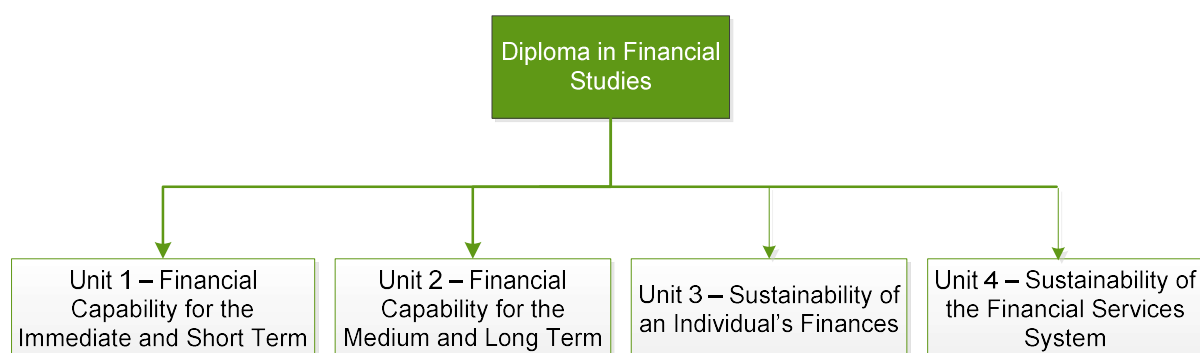 Diploma in Financial
Studies
Unit 1 – Financial
Capability for the
Immediate and Short Term
Unit 2 – Financial
Capability for the
Medium and Long Term
Unit 3 – Sustainability of
an Individual’s Finances
Unit 4 – Sustainability of
the Financial Services
System